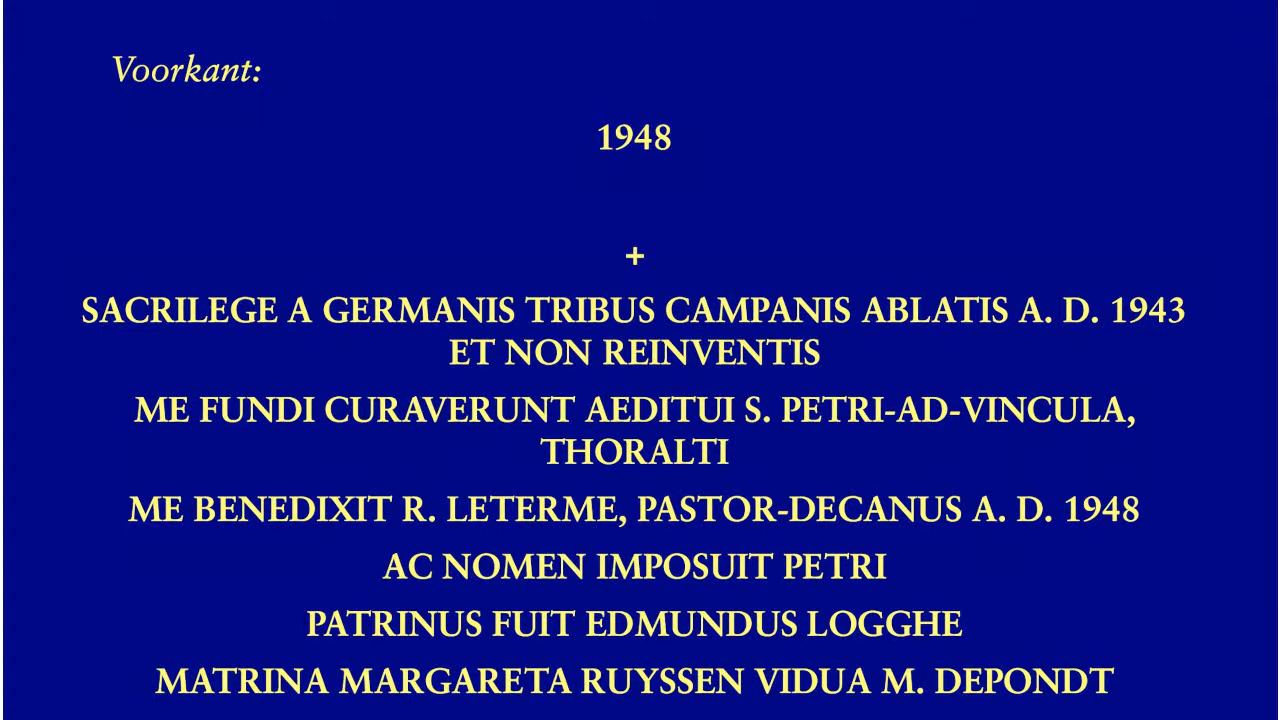 Voorkant:
1948
+
SACRILEGE A GERMANIS TRIBUS CAMPANIS ABLATIS A. D. 1943
ET NON REINVENTIS
ME FUNDI CURAVERUNT AEDITUI S. PETRI-AD-VINCULA,
THORALTI
ME BENEDIXIT R. LETERME, PASTOR-DECANUS A. D. 1948
AC NOMEN IMPOSUIT PETRI
PATRINUS FUIT EDMUNDUS LOGGHE
MATRINA MARGARETA RUYSSEN VIDUA M. DEPONDT